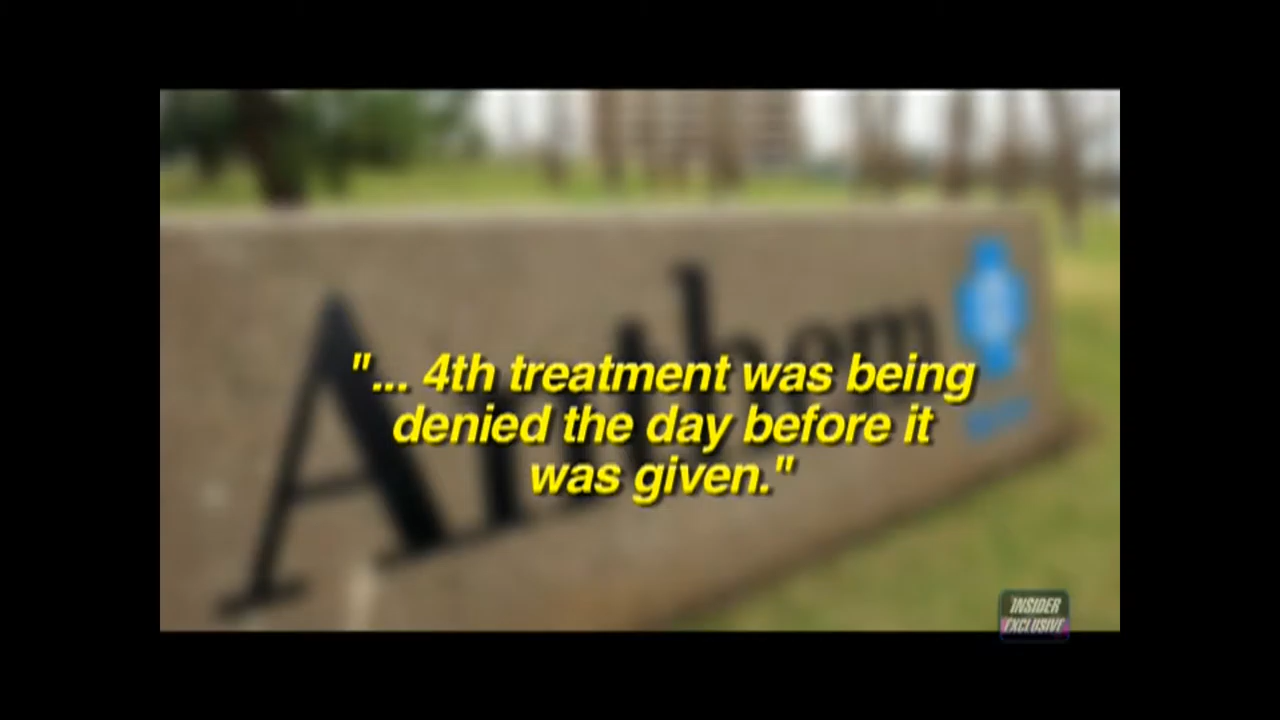 Anthem
"... 4th treatment was being
denied the day before it
was given."
INSIDER
EXCLUSIVE